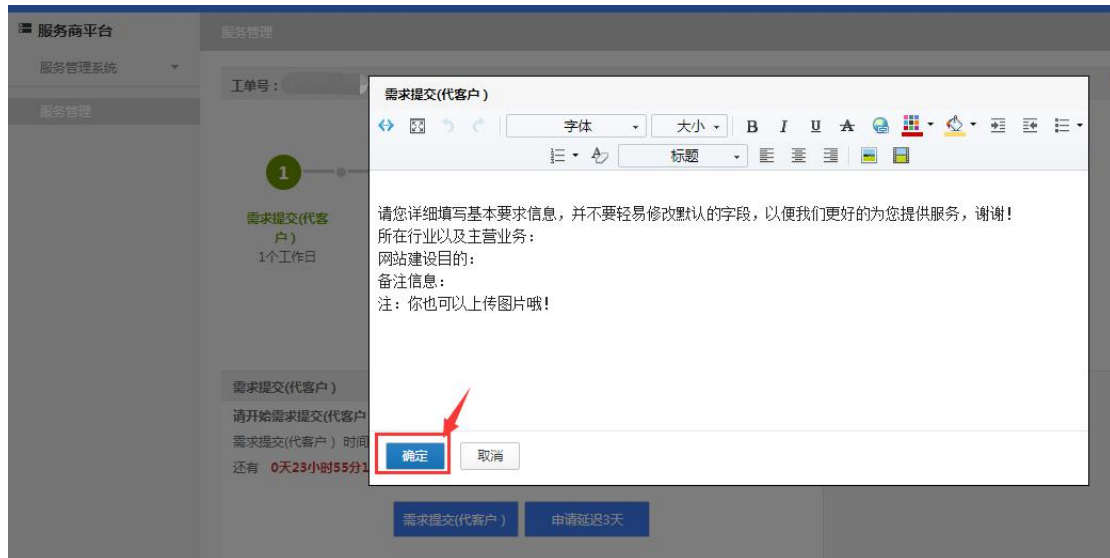 服务商平台
服务管理
服务管理系统
工单号：
服务管理
需求提交(代客户)
字体
大小
B I U A
标题
1
需求提交(代客
户)
1个工作日
请您详细填写基本要求信息，并不要轻易修改默认的字段，以便我们更好的为您提供服务，谢谢！
所在行业以及主营业务：
网站建设目的：
备注信息：
注：你也可以上传图片哦！
需求提交(代客户)
请开始需求提交(代客户
需求提交(代客户) 时间
还有 0天23小时55分1
确定
取消
需求提交(代客户)
申请延迟3天